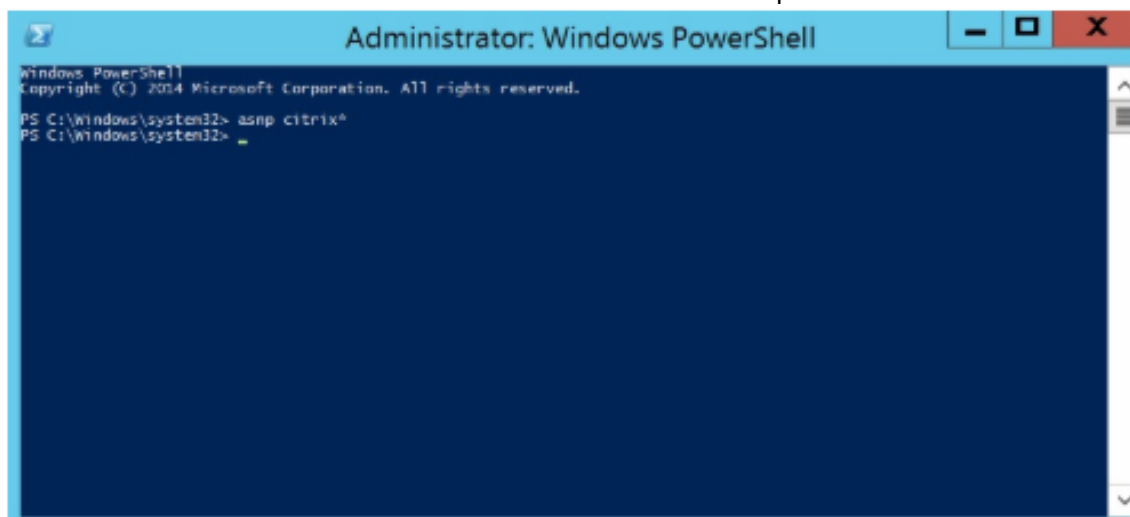 Administrator: Windows PowerShell
Windows PowerShell
Copyright (C) 2014 Microsoft Corporation. All rights reserved.
PS C:\Windows\system32> asnp citrix*
PS C:\Windows\system32> _